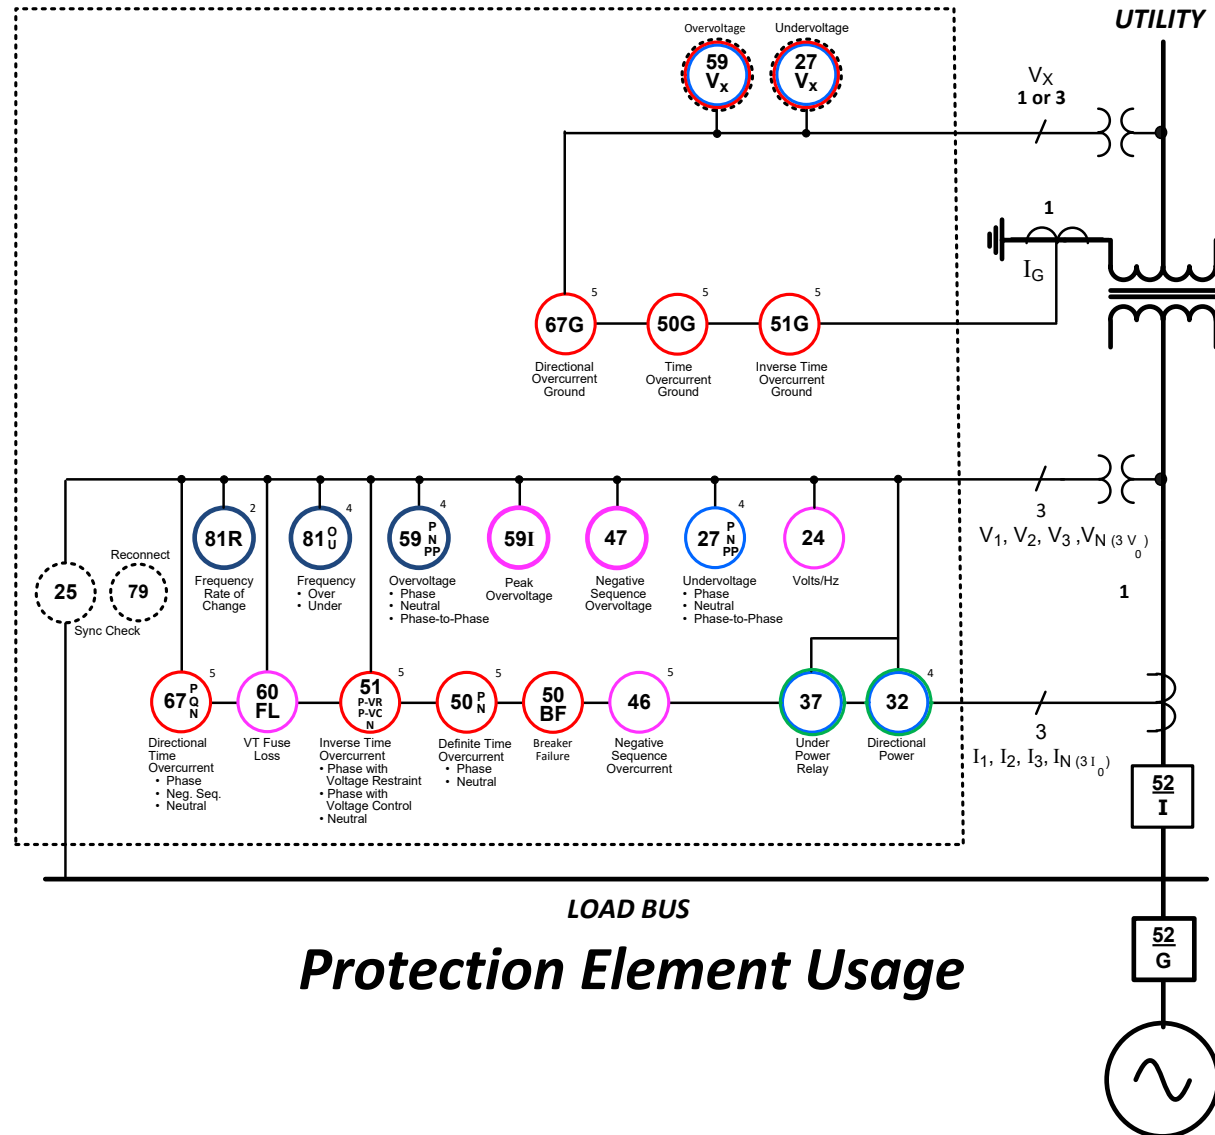 UTILITY
Overvoltage
Undervoltage
59
VX
27
VX
VX
1 or 3
1
IG
67G
5
50G
5
51G
5
Directional
Overcurrent
Ground
Time
Overcurrent
Ground
Inverse Time
Overcurrent
Ground
81R
2
81 O U
4
59 P N PP
4
59I
47
27 P N PP
4
24
3
V1, V2, V3 ,VN (3 V0)
Reconnect
25
79
Sync Check
Frequency
Rate of
Change
Frequency
• Over
• Under
Overvoltage
• Phase
• Neutral
• Phase-to-Phase
Peak
Overvoltage
Negative
Sequence
Overvoltage
Undervoltage
• Phase
• Neutral
• Phase-to-Phase
Volts/Hz
1
67 P Q N
5
60
FL
51
P-VR
P-VC
N
5
50 P N
5
50
BF
46
5
37
32
4
3
I1, I2, I3, IN (3 I0)
Directional
Time
Overcurrent
• Phase
• Neg. Seq.
• Neutral
VT Fuse
Loss
Inverse Time
Overcurrent
• Phase with
Voltage Restraint
• Phase with
Voltage Control
• Neutral
Definite Time
Overcurrent
• Phase
• Neutral
Breaker
Failure
Negative
Sequence
Overcurrent
Under
Power
Relay
Directional
Power
52
I
LOAD BUS
Protection Element Usage
52
G